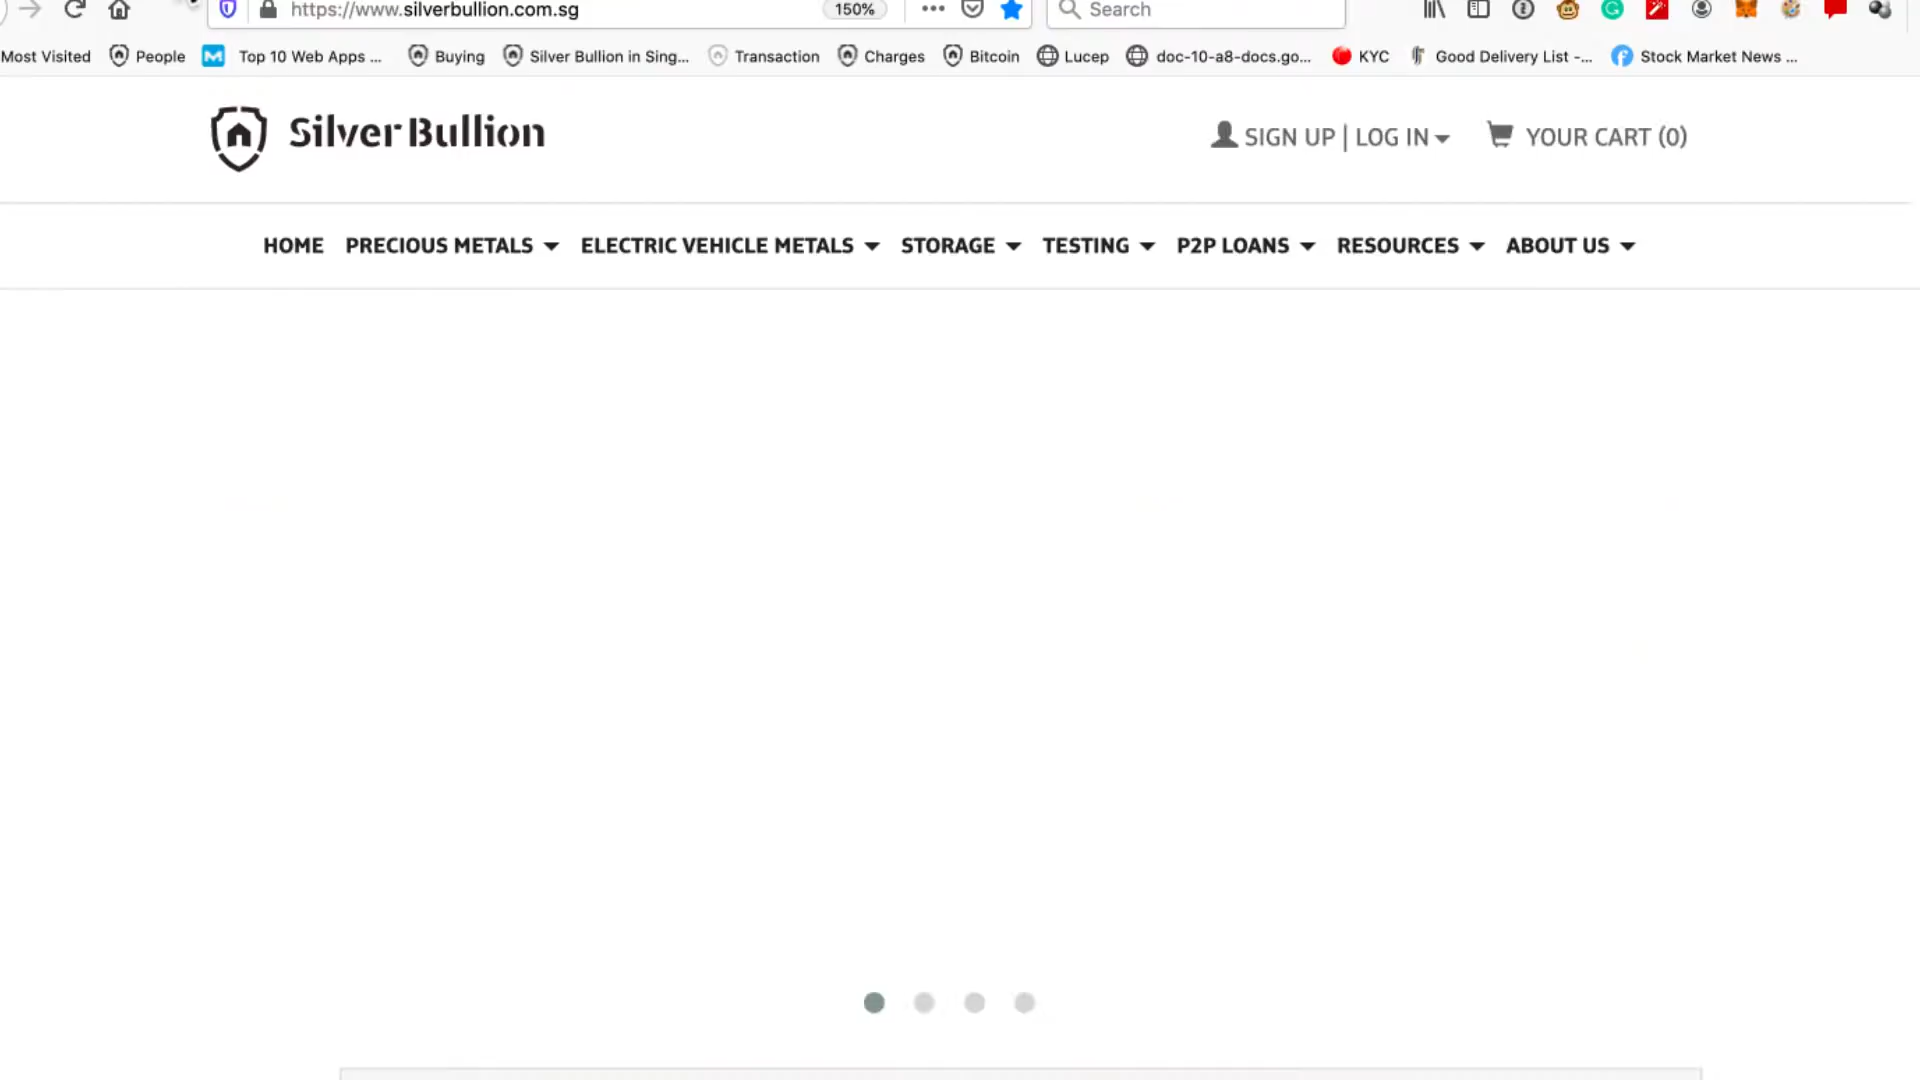 https://www.silverbullion.com.sg 150% Search
Most Visited People Top 10 Web Apps ... Buying Silver Bullion in Sing... Transaction Charges Bitcoin Lucep doc-10-a8-docs.go... KYC Good Delivery List -... Stock Market News ...
Silver Bullion SIGN UP | LOG IN YOUR CART (0)
HOME PRECIOUS METALS ELECTRIC VEHICLE METALS STORAGE TESTING P2P LOANS RESOURCES ABOUT US